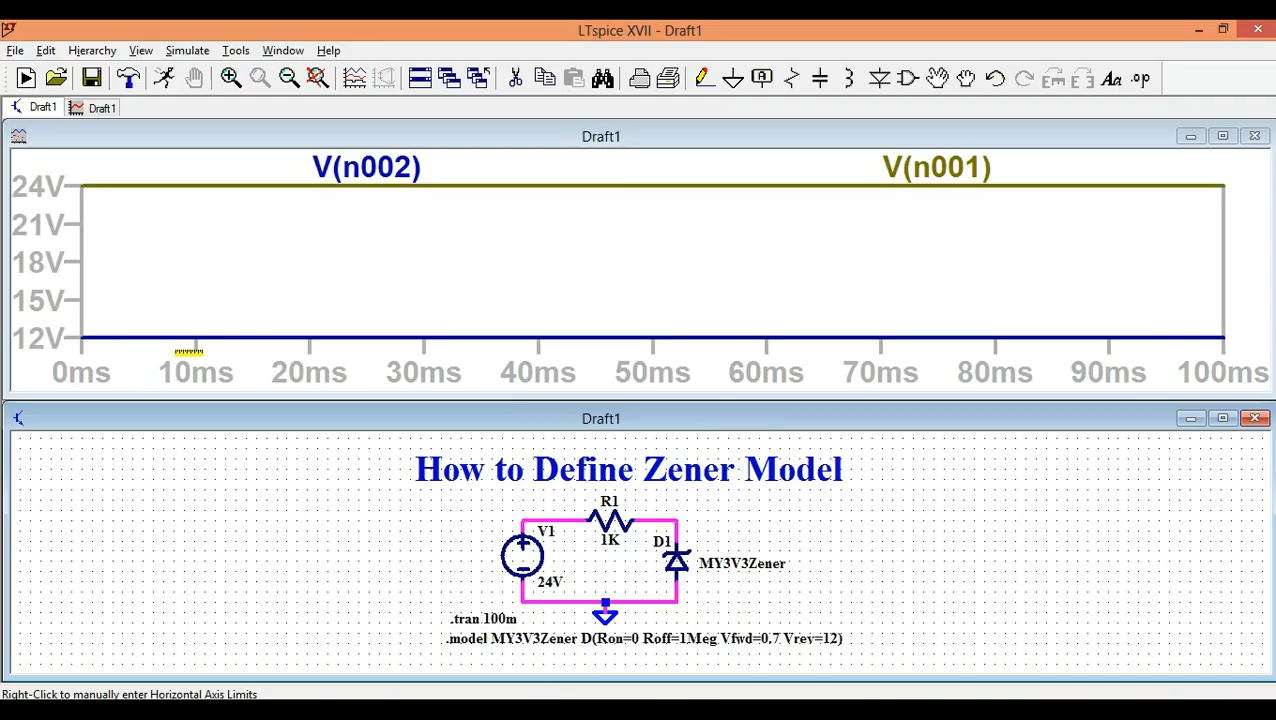 LTspice XVII - Draft1
File Edit Hierarchy View Simulate Tools Window Help
Aa .op
Draft1 Draft1
Draft1
V(n002) V(n001)
24V
21V
18V
15V
12V
0ms 10ms 20ms 30ms 40ms 50ms 60ms 70ms 80ms 90ms 100ms
Draft1
How to Define Zener Model
R1
V1
1K
D1
MY3V3Zener
24V
.tran 100m
.model MY3V3Zener D(Ron=0 Roff=1Meg Vfwd=0.7 Vrev=12)
Right-Click to manually enter Horizontal Axis Limits